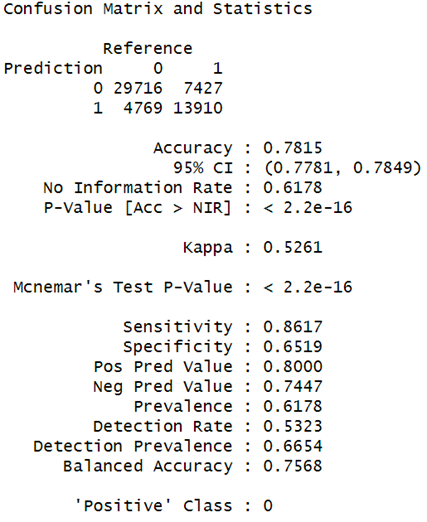 Confusion Matrix and Statistics
Reference
Prediction 0 1
0 29716 7427
1 4769 13910
Accuracy : 0.7815
95% CI : (0.7781, 0.7849)
No Information Rate : 0.6178
P-Value [Acc > NIR] : < 2.2e-16
Kappa : 0.5261
Mcnemar's Test P-Value : < 2.2e-16
Sensitivity : 0.8617
Specificity : 0.6519
Pos Pred Value : 0.8000
Neg Pred Value : 0.7447
Prevalence : 0.6178
Detection Rate : 0.5323
Detection Prevalence : 0.6654
Balanced Accuracy : 0.7568
'Positive' Class : 0